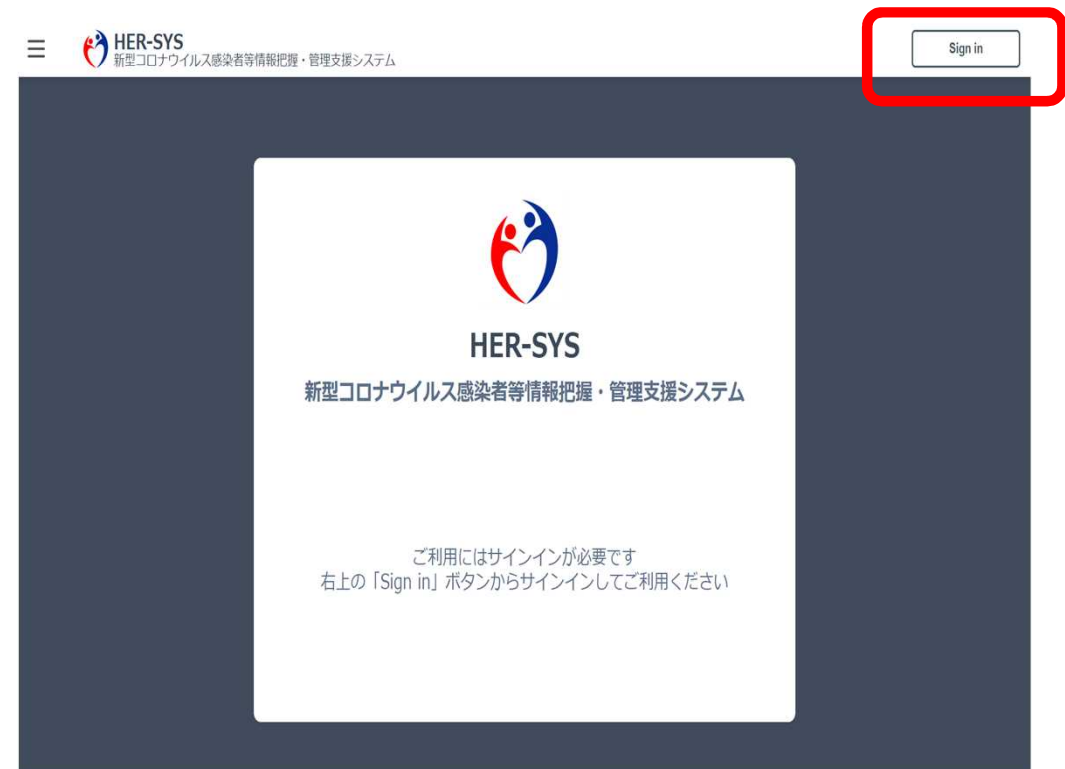 HER-SYS
新型コロナウイルス感染者等情報把握・管理支援システム
Sign in
HER-SYS
新型コロナウイルス感染者等情報把握・管理支援システム
ご利用にはサインインが必要です
右上の「Sign in」ボタンからサインインしてご利用ください